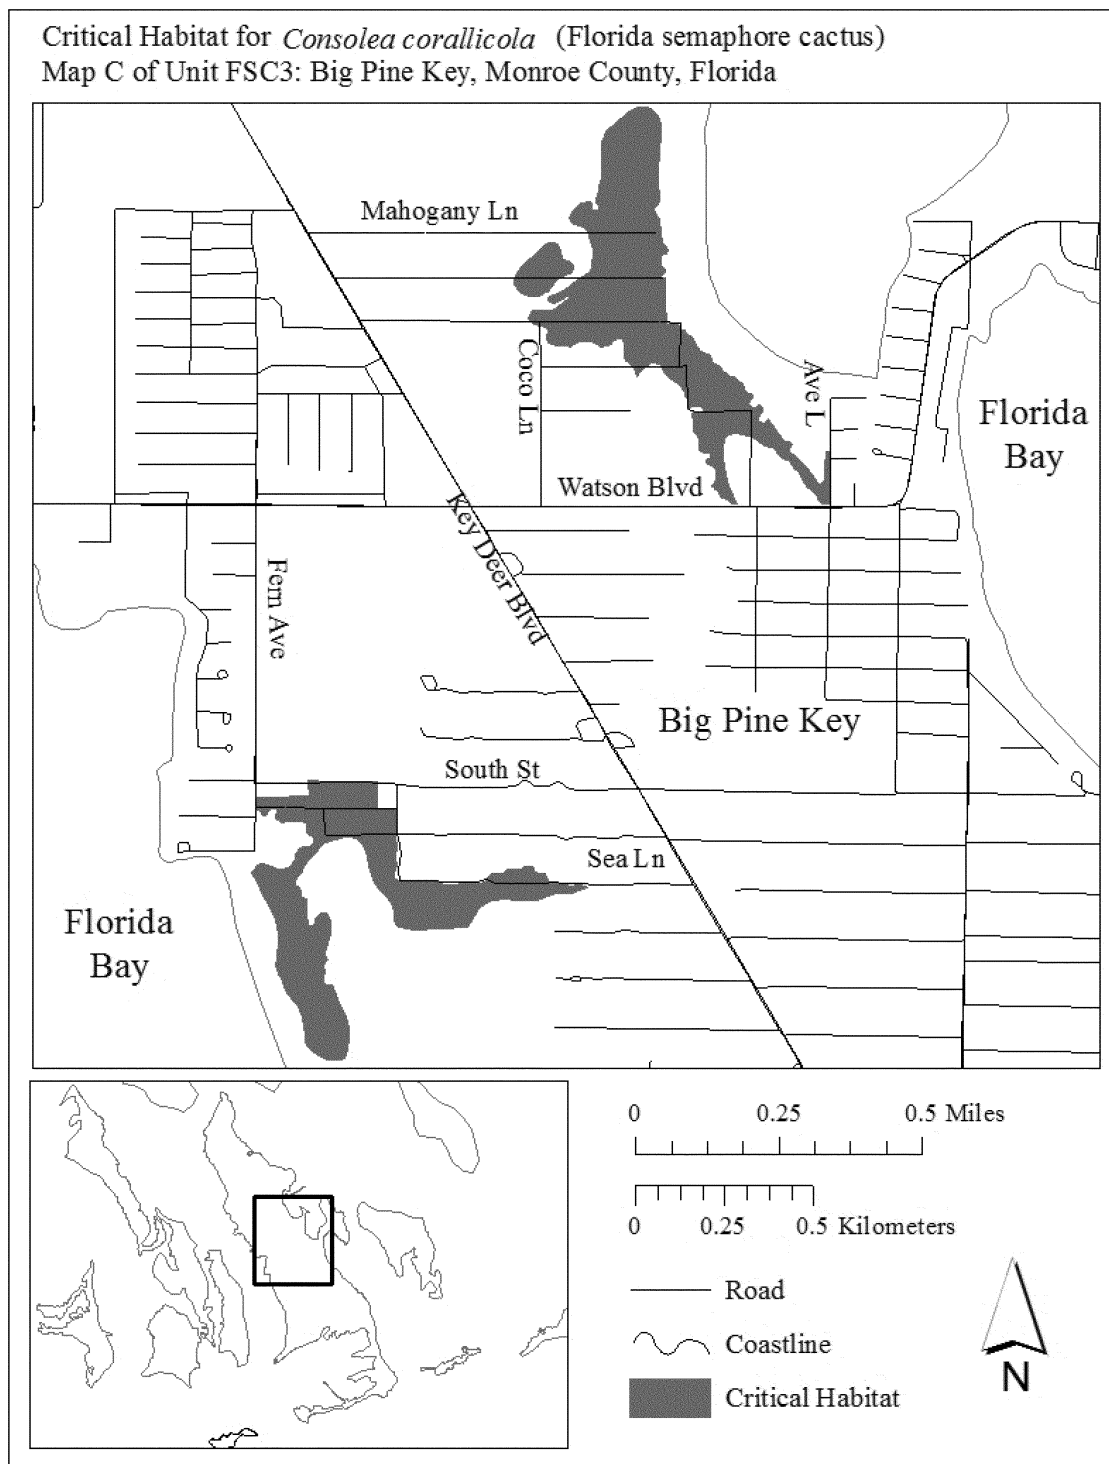 Critical Habitat for Consolea corallicola (Florida semaphore cactus)
Map C of Unit FSC3: Big Pine Key, Monroe County, Florida
Mahogany Ln
Coco Ln
Ave L
Florida
Bay
Watson Blvd
Key Deer Blvd
Fern Ave
Big Pine Key
South St
Sea Ln
Florida
Bay
0 0.25 0.5 Miles
0 0.25 0.5 Kilometers
Road
Coastline
Critical Habitat
N